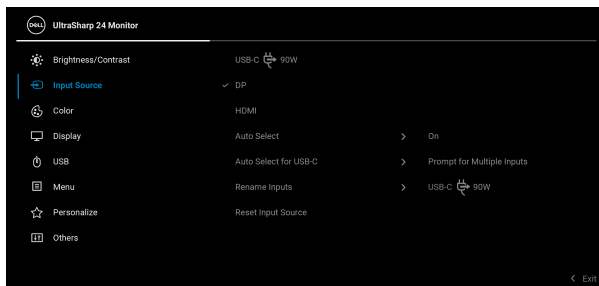 DELL UltraSharp 24 Monitor
Brightness/Contrast USB-C 90W
Input Source DP
Color HDMI
Display Auto Select On
USB Auto Select for USB-C Prompt for Multiple Inputs
Menu Rename Inputs USB-C 90W
Personalize Reset Input Source
Others
Exit